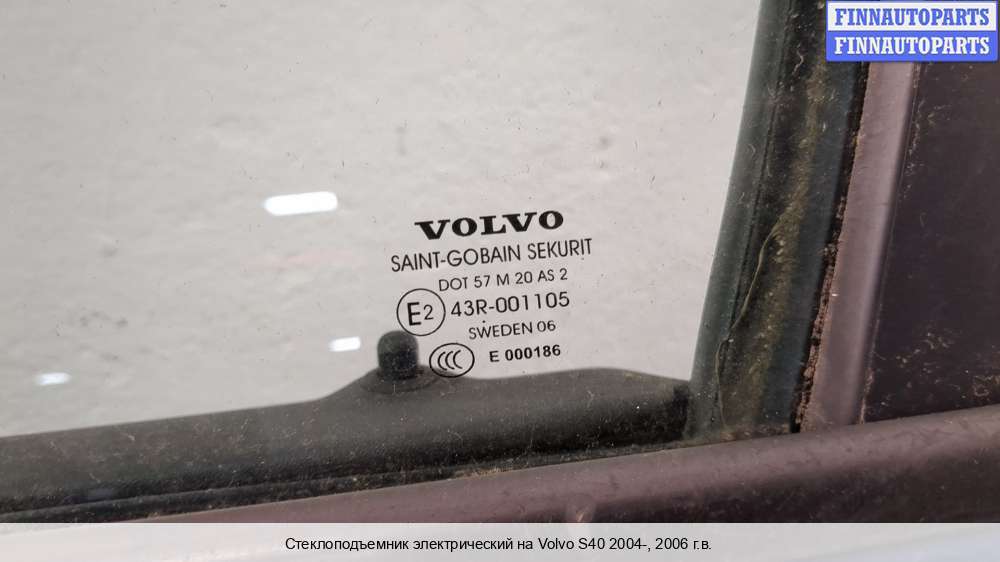 FINNAUTOPARTS
FINNAUTOPARTS
VOLVO
SAINT-GOBAIN SEKURIT
DOT 57 M 20 AS 2
E2 43R-001105
SWEDEN 06
CCC E 000186
Стеклоподъемник электрический на Volvo S40 2004-, 2006 г.в.